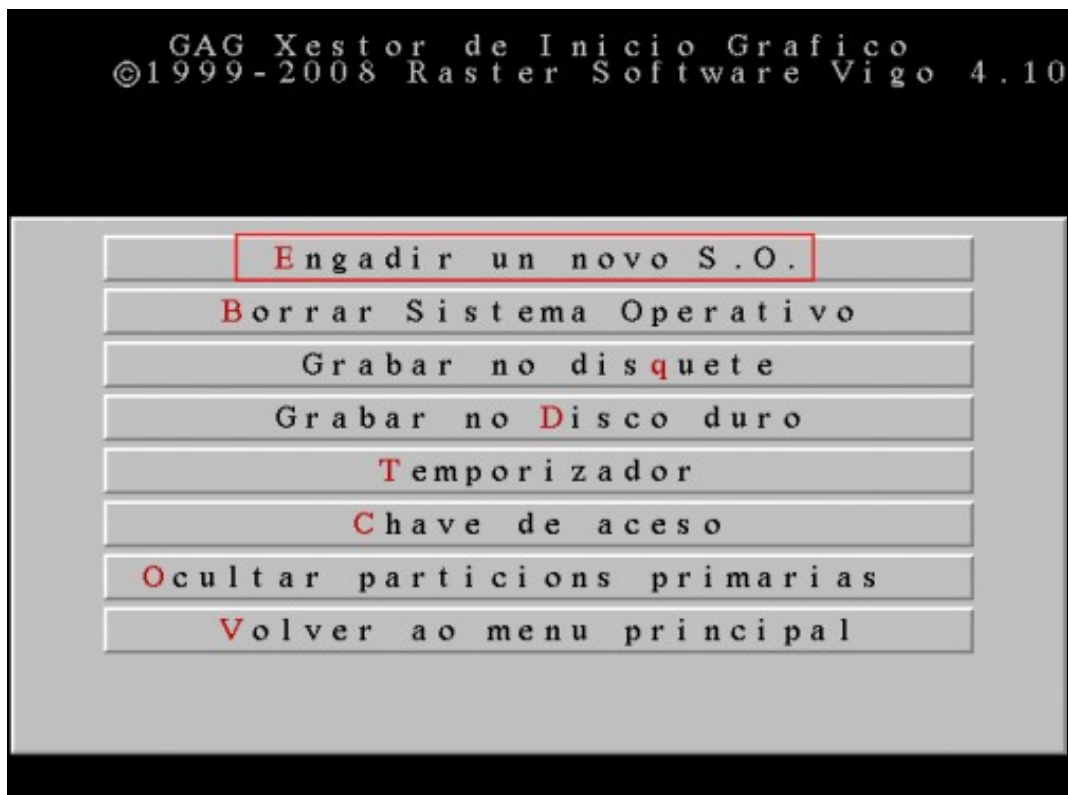 GAG Xestor de Inicio Grafico
©1999-2008 Raster Software Vigo 4.10
Engadir un novo S.O.
Borrar Sistema Operativo
Grabar no disquete
Grabar no Disco duro
Temporizador
Chave de aceso
Ocultar particions primarias
Volver ao menu principal